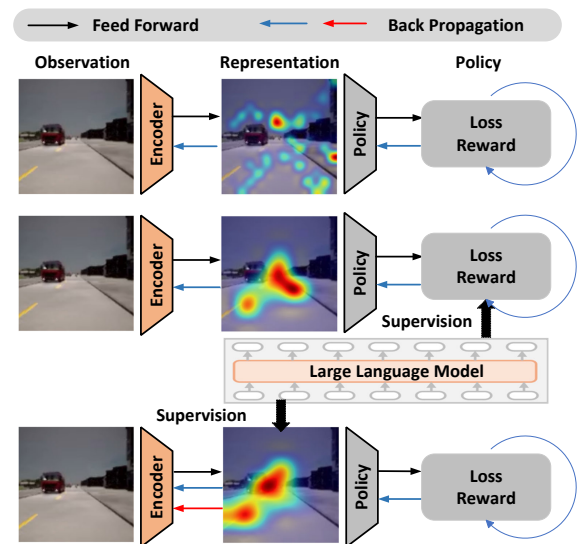 Feed Forward Back Propagation
Observation Representation Policy
Encoder Policy Loss
Reward
Encoder Policy Loss
Reward
Supervision
Large Language Model
Supervision
Encoder Policy Loss
Reward